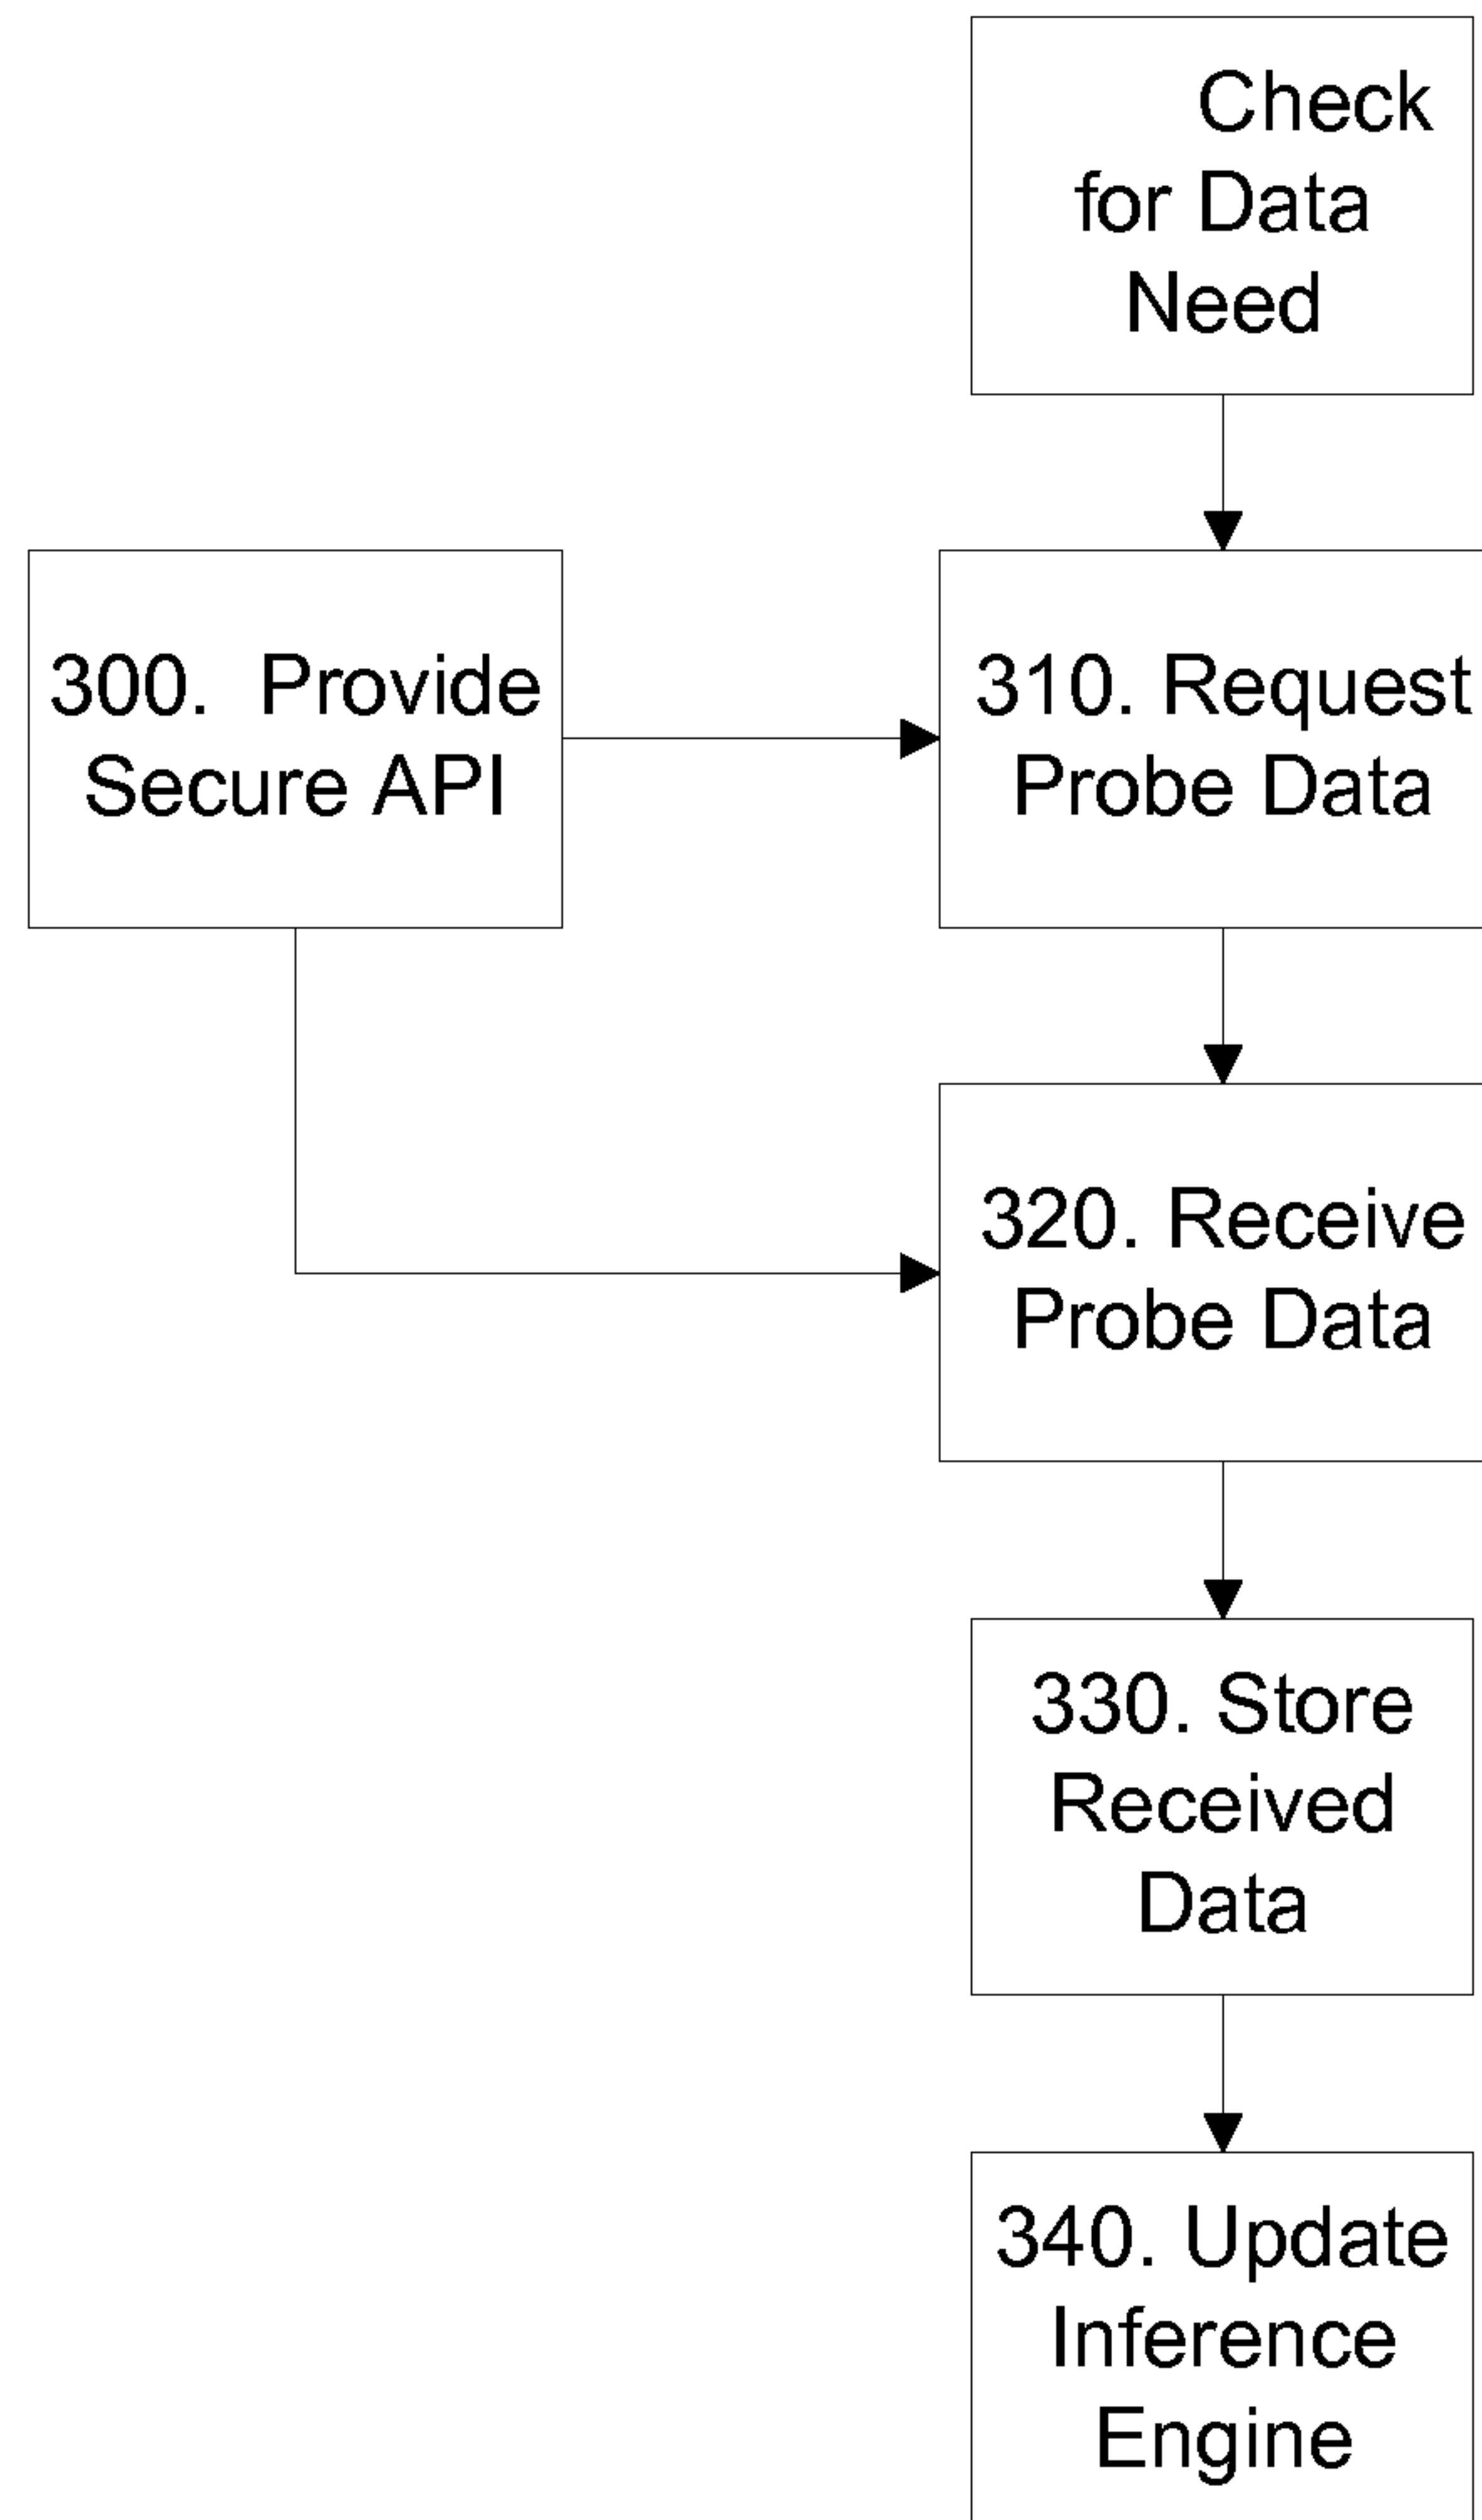 Check
for Data
Need
300. Provide
Secure API
310. Request
Probe Data
320. Receive
Probe Data
330. Store
Received
Data
340. Update
Inference
Engine